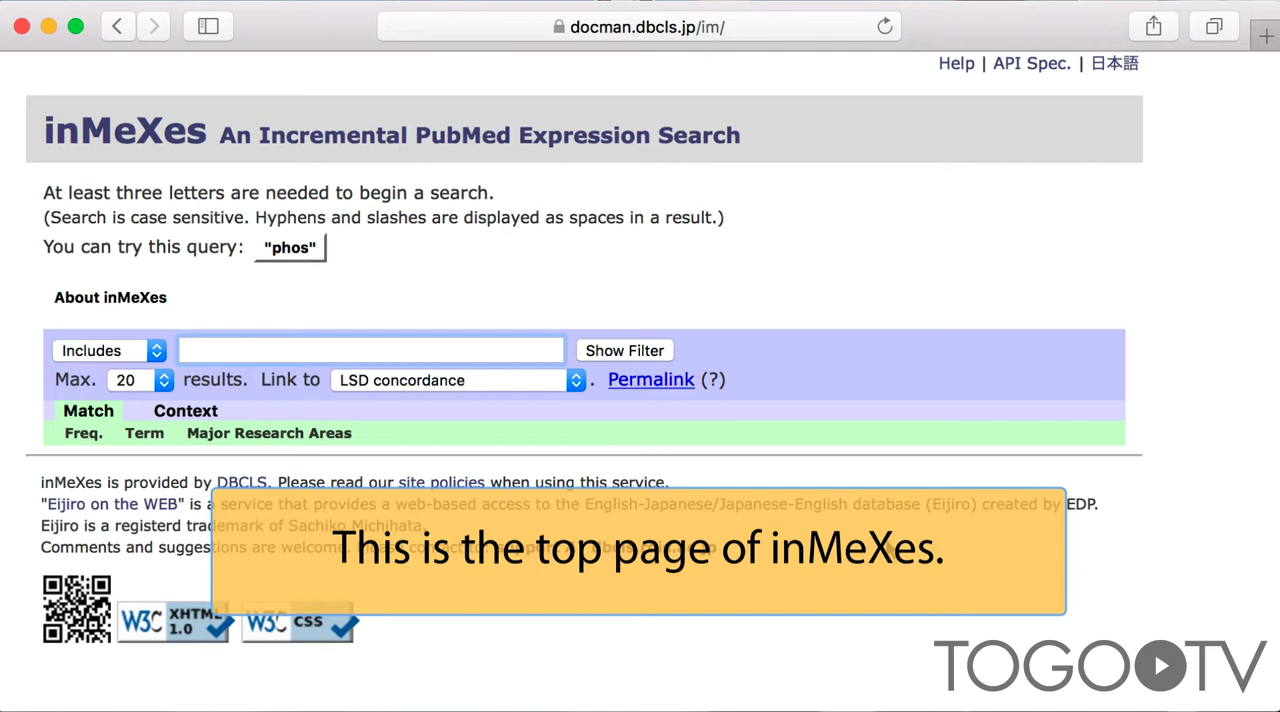 docman.dbcls.jp/im/
Help | API Spec. | 日本語
inMeXes An Incremental PubMed Expression Search
At least three letters are needed to begin a search.
(Search is case sensitive. Hyphens and slashes are displayed as spaces in a result.)
You can try this query: "phos"
About inMeXes
Includes Show Filter
Max. 20 results. Link to LSD concordance . Permalink (?)
Match Context
Freq. Term Major Research Areas
inMeXes is provided by DBCLS. Please read our site policies when using this service.
"Eijiro on the WEB" is a service that provides a web-based access to the English-Japanese/Japanese-English database (Eijiro) created by EDP.
Eijiro is a registerd trademark of Sachiko Michihata.
Comments and suggestions are welcome.
This is the top page of inMeXes.
W3C XHTML 1.0
W3C CSS
TOGO TV